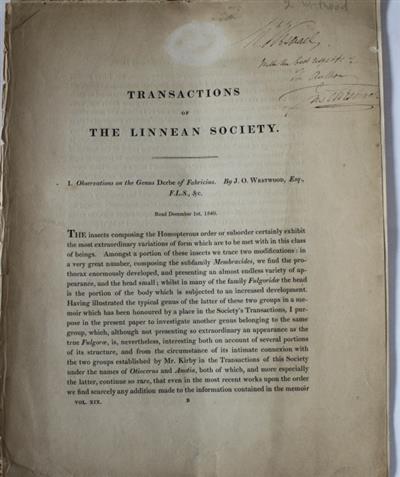 J Westwood
With the best respects of
The Author
TRANSACTIONS
OF
THE LINNEAN SOCIETY.
1. Observations on the Genus Derbe of Fabricius. By J. O. WESTWOOD, Esq.,
F.L.S., &c.
Read December 1st, 1840.
THE insects composing the Homopterous order or suborder certainly exhibit
the most extraordinary variations of form which are to be met with in this class
of beings. Amongst a portion of these insects we trace two modifications: in
a very great number, composing the subfamily Membracides, we find the pro-
thorax enormously developed, and presenting an almost endless variety of ap-
pearance, and the head small; whilst in many of the family Fulgoridæ the head
is the portion of the body which is subjected to an increased development.
Having illustrated the typical genus of the latter of these two groups in a me-
moir which has been honoured by a place in the Society's Transactions, I pur-
pose in the present paper to investigate another genus belonging to the same
group, which, although not presenting so extraordinary an appearance as the
true Fulgoræ, is, nevertheless, interesting both on account of several portions
of its structure, and from the circumstance of its intimate connexion with
the two groups established by Mr. Kirby in the Transactions of this Society
under the names of Otiocerus and Anotia, both of which, and more especially
the latter, continue so rare, that even in the most recent works upon the order
we find scarcely any addition made to the information contained in the memoir
VOL. XIX. B